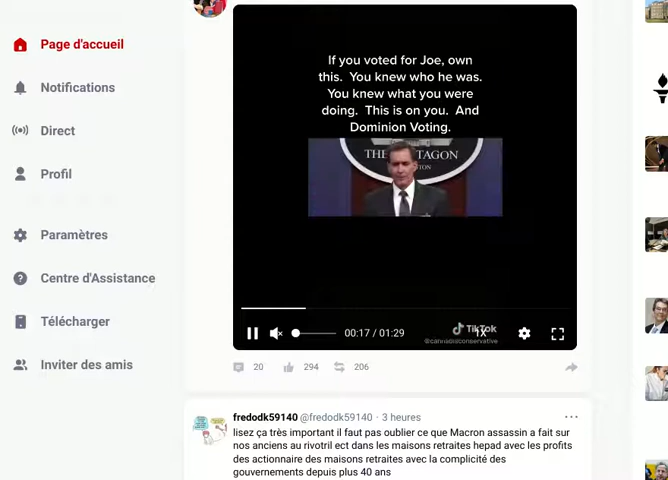 Page d'accueil
Notifications
Direct
Profil
Paramètres
Centre d'Assistance
Télécharger
Inviter des amis
If you voted for Joe, own
this. You knew who he was.
You knew what you were
doing. This is on you. And
Dominion Voting.
00:17 / 01:29
1X
TikTok
@canadaconservative
20
294
206
fredodk59140 @fredodk59140 · 3 heures
lisez ça très important il faut pas oublier ce que Macron assassin a fait sur
nos anciens au rivotril ect dans les maisons retraites hepad avec les profits
des actionnaire des maisons retraites avec la complicité des
gouvernements depuis plus 40 ans